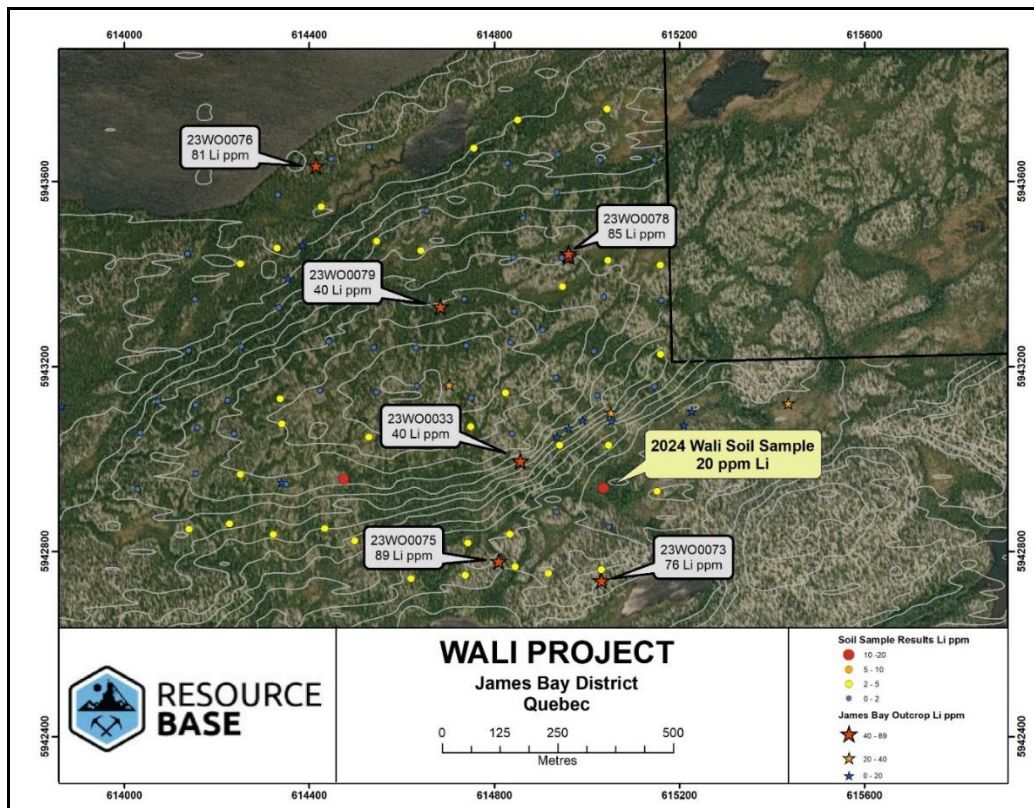 614000
614400
614800
615200
615600
5943600
5943600
23WO0076
81 Li ppm
23WO0078
85 Li ppm
23WO0079
40 Li ppm
5943200
5943200
23WO0033
40 Li ppm
2024 Wali Soil Sample
20 ppm Li
23WO0075
89 Li ppm
23WO0073
76 Li ppm
5942800
5942800
RESOURCE
BASE
WALI PROJECT
James Bay District
Quebec
0 125 250 500
Metres
Soil Sample Results Li ppm
10 -20
5 - 10
2 - 5
0 - 2
James Bay Outcrop Li ppm
40 - 89
20 - 40
0 - 20
5942400
5942400
614000
614400
614800
615200
615600